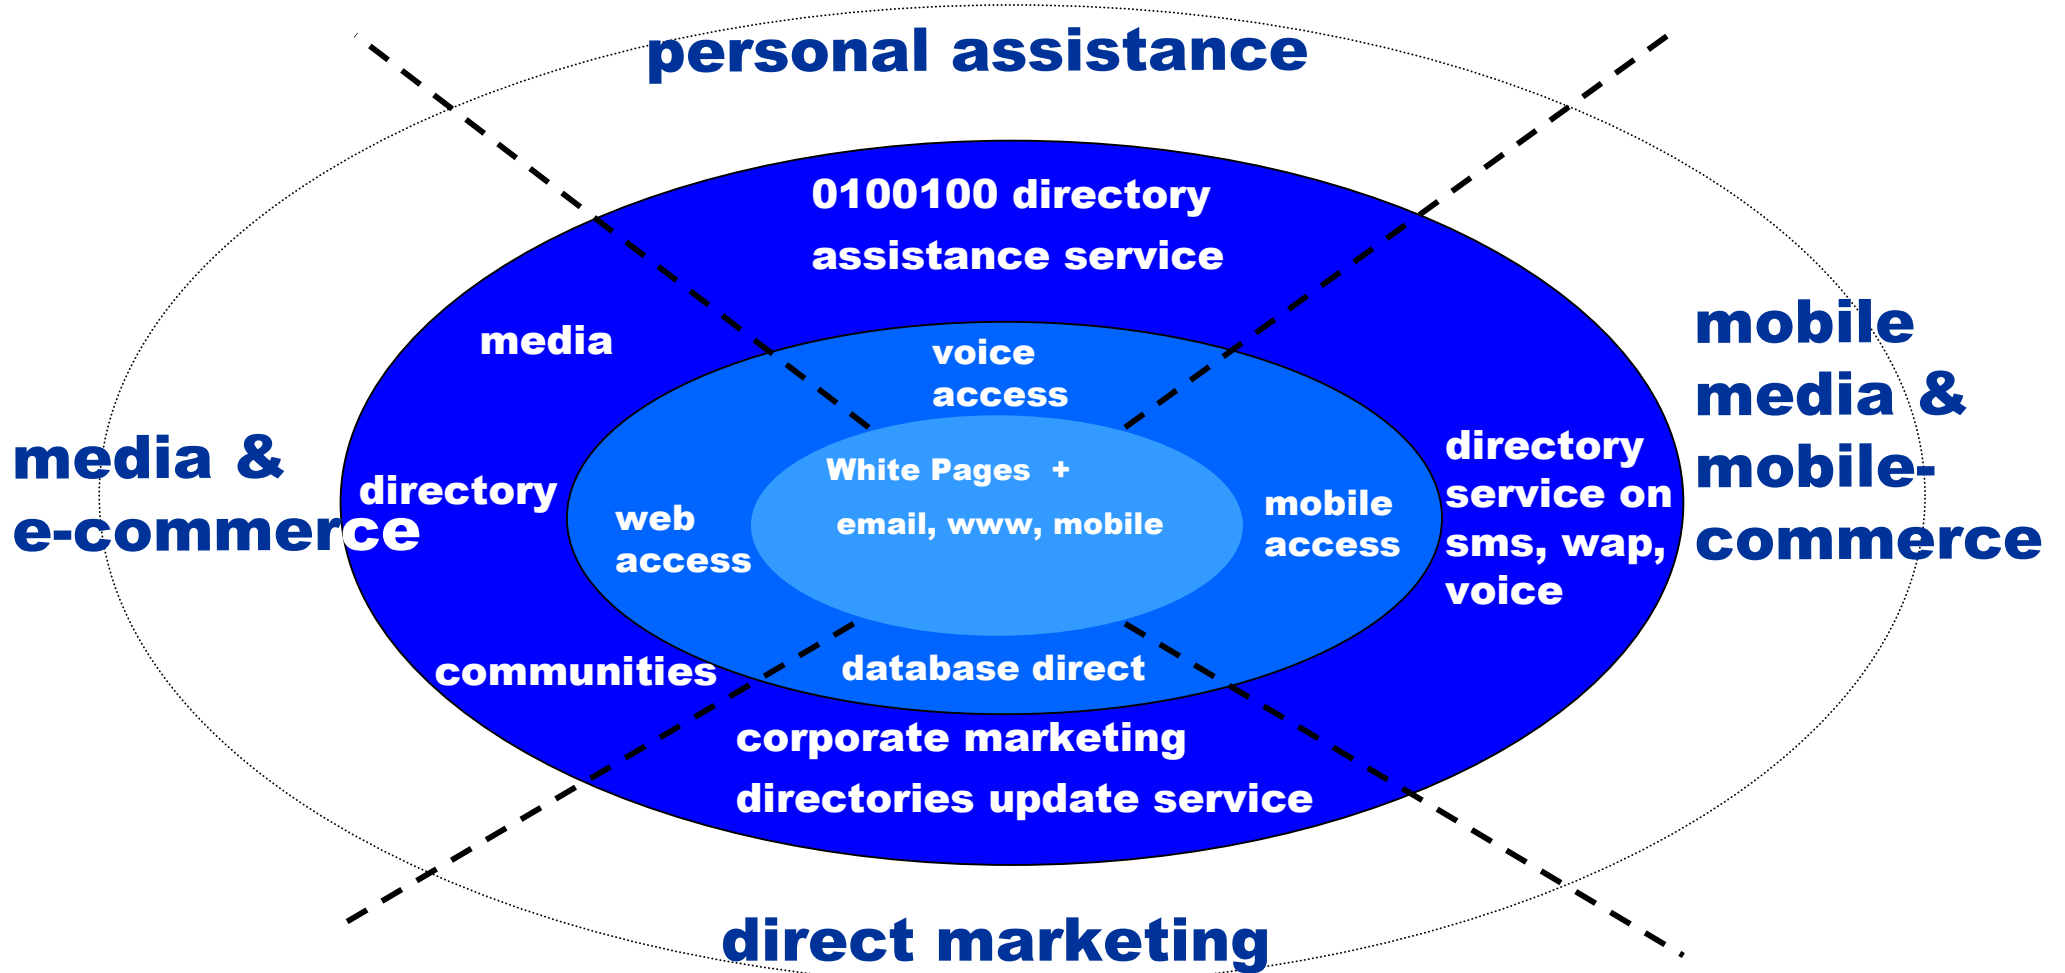 personal assistance
0100100 directory
assistance service
media
voice
access
mobile
media &
mobile-
commerce
media &
e-commerce
directory
web
access
White Pages +
email, www, mobile
mobile
access
directory
service on
sms, wap,
voice
communities
database direct
corporate marketing
directories update service
direct marketing